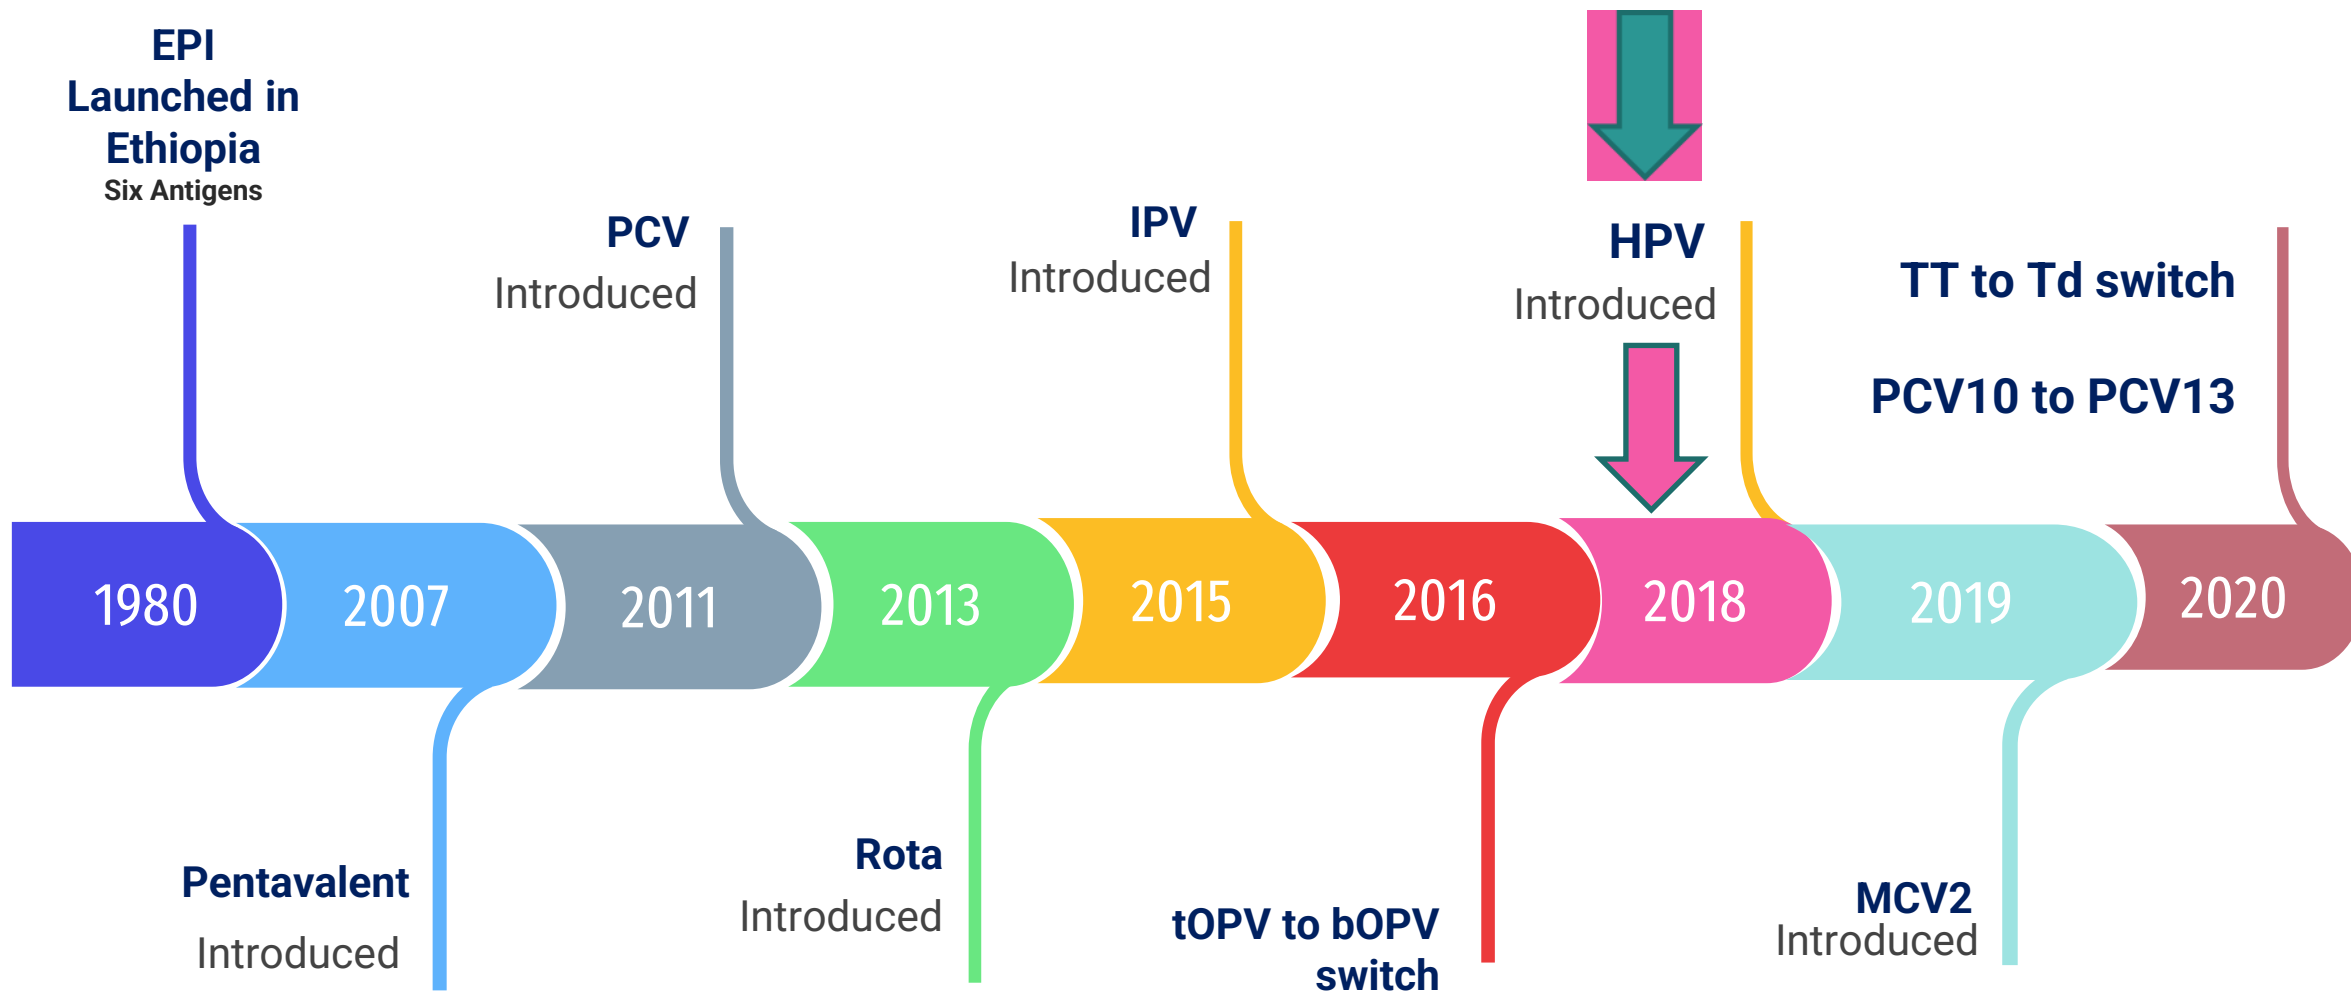 EPI
Launched in
Ethiopia
Six Antigens
PCV
Introduced
IPV
Introduced
HPV
Introduced
TT to Td switch
PCV10 to PCV13
1980
2007
2011
2013
2015
2016
2018
2019
2020
Pentavalent
Introduced
Rota
Introduced
tOPV to bOPV
switch
MCV2
Introduced